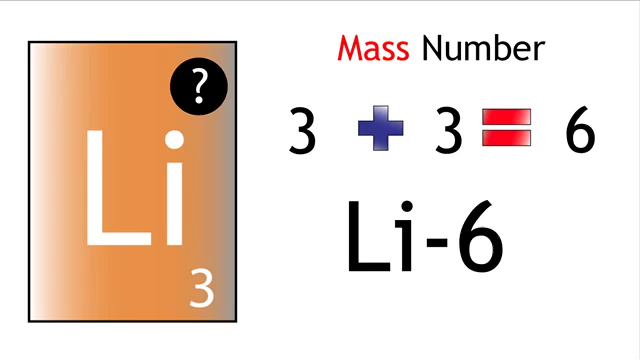 ?
Li
3
Mass Number
3 + 3 = 6
Li-6